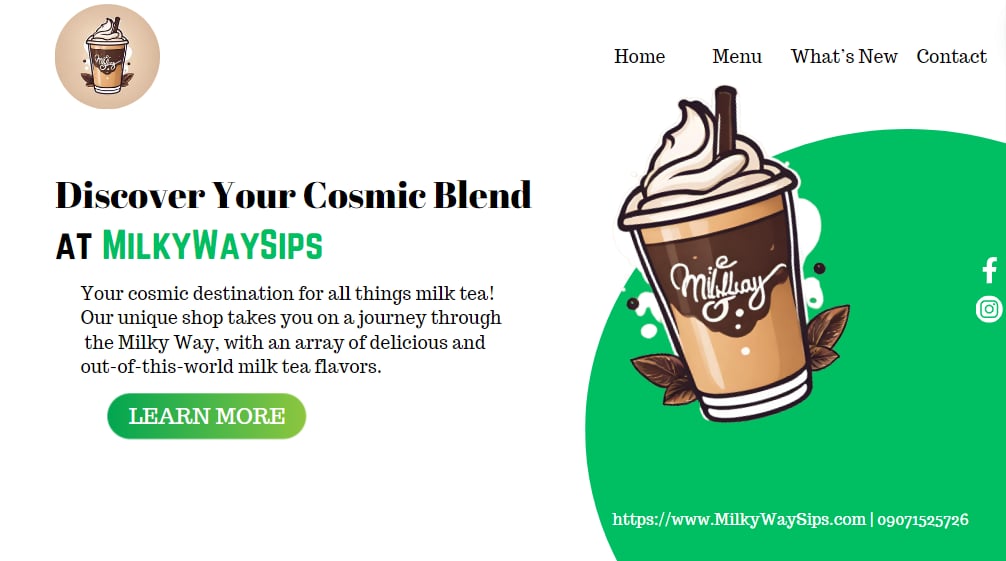 Milky
Home Menu What's New Contact
Discover Your Cosmic Blend
AT MILKYWAYSIPS
Your cosmic destination for all things milk tea!
Our unique shop takes you on a journey through
the Milky Way, with an array of delicious and
out-of-this-world milk tea flavors.
LEARN MORE
Milkyway
https://www.MilkyWaySips.com | 09071525726